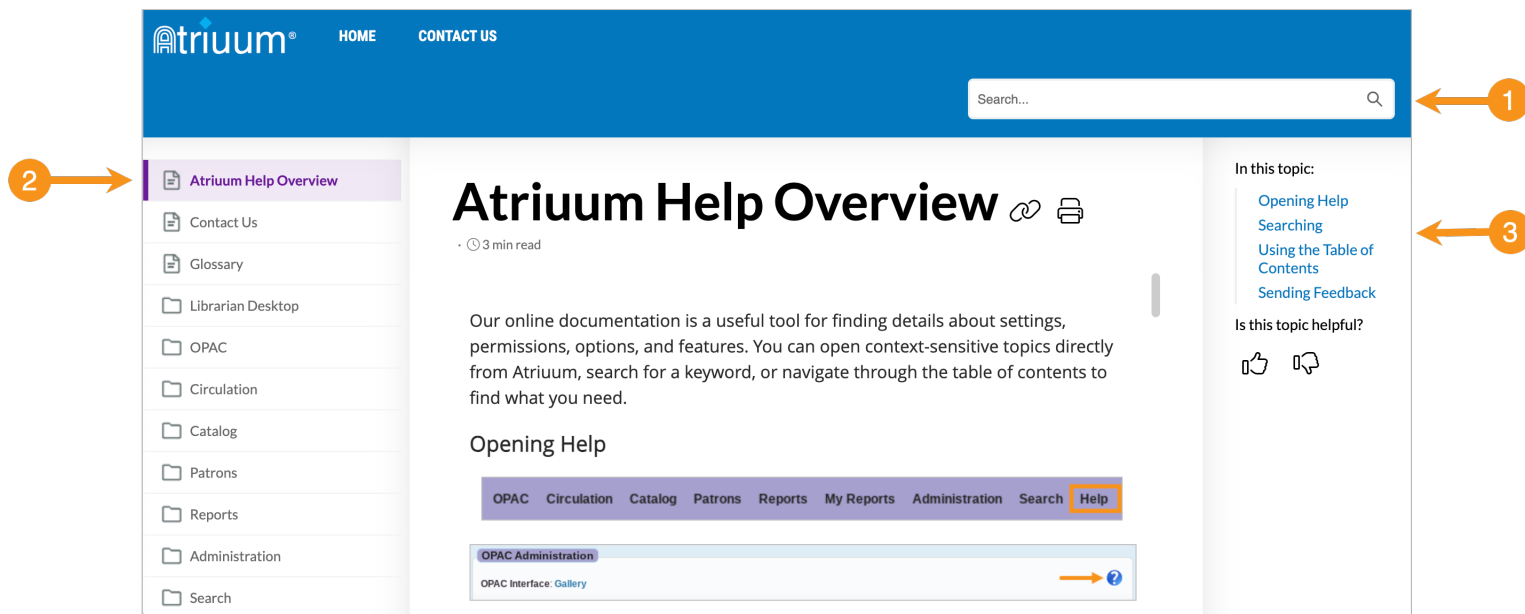 Atriuum®
HOME
CONTACT US
Search...
1
2
Atriuum Help Overview
Contact Us
Glossary
Librarian Desktop
OPAC
Circulation
Catalog
Patrons
Reports
Administration
Search
Atriuum Help Overview
· 3 min read
Our online documentation is a useful tool for finding details about settings,
permissions, options, and features. You can open context-sensitive topics directly
from Atriuum, search for a keyword, or navigate through the table of contents to
find what you need.
Opening Help
OPAC Circulation Catalog Patrons Reports My Reports Administration Search Help
OPAC Administration
OPAC Interface: Gallery
?
In this topic:
Opening Help
Searching
Using the Table of
Contents
Sending Feedback
3
Is this topic helpful?